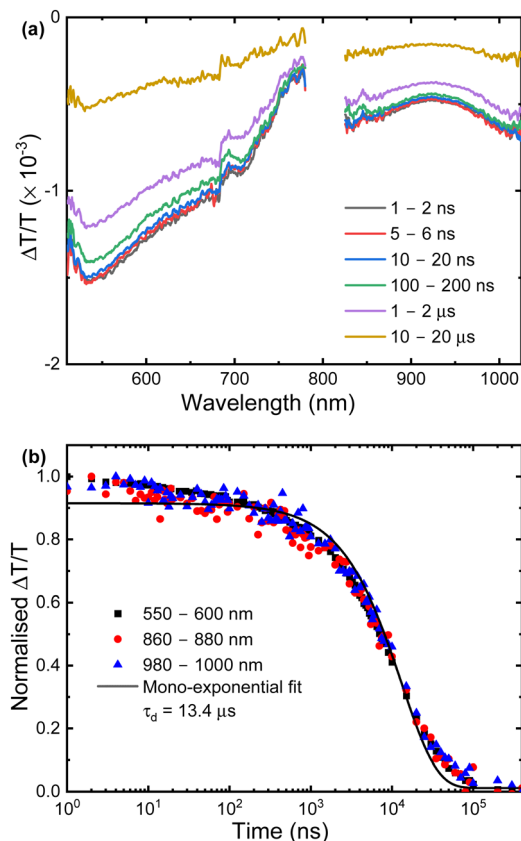 (a)
0
-1
-2
ΔT/T (× 10⁻³)
1 – 2 ns
5 – 6 ns
10 – 20 ns
100 – 200 ns
1 – 2 µs
10 – 20 µs
600 700 800 900 1000
Wavelength (nm)
(b)
1.0
0.8
0.6
0.4
0.2
0.0
Normalised ΔT/T
550 – 600 nm
860 – 880 nm
980 – 1000 nm
Mono-exponential fit
τd = 13.4 µs
10⁰ 10¹ 10² 10³ 10⁴ 10⁵
Time (ns)